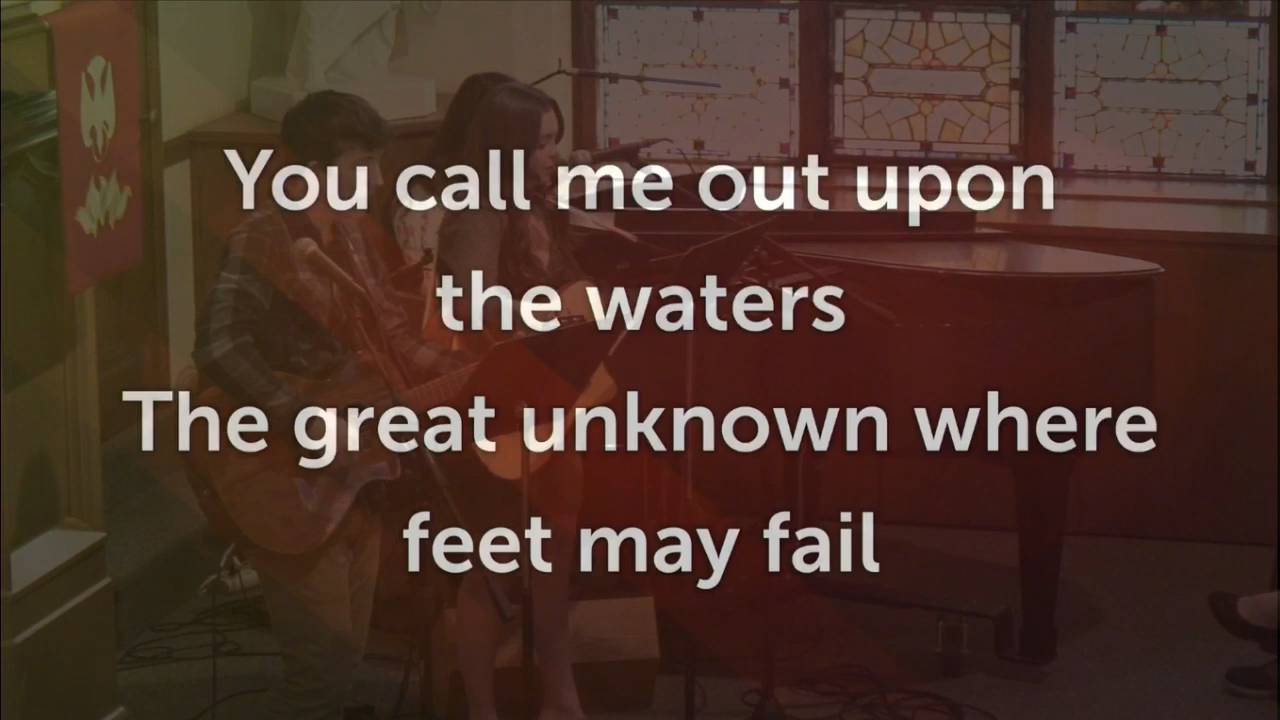 You call me out upon
the waters
The great unknown where
feet may fail